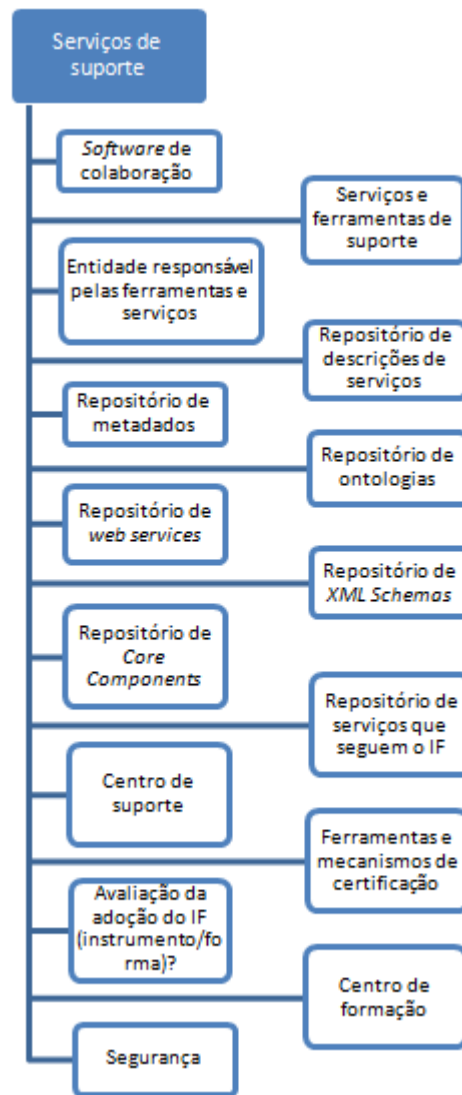 Serviços de
suporte
Software de
colaboração
Serviços e
ferramentas de
suporte
Entidade responsável
pelas ferramentas e
serviços
Repositório de
descrições de
serviços
Repositório de
metadados
Repositório de
ontologias
Repositório de
web services
Repositório de
XML Schemas
Repositório de
Core
Components
Repositório de
serviços que
seguem o IF
Centro de
suporte
Ferramentas e
mecanismos de
certificação
Avaliação da
adoção do IF
(instrumento/fo
rma)?
Centro de
formação
Segurança